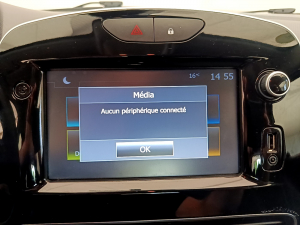 16°C 14 55
Média
Aucun périphérique connecté
OK